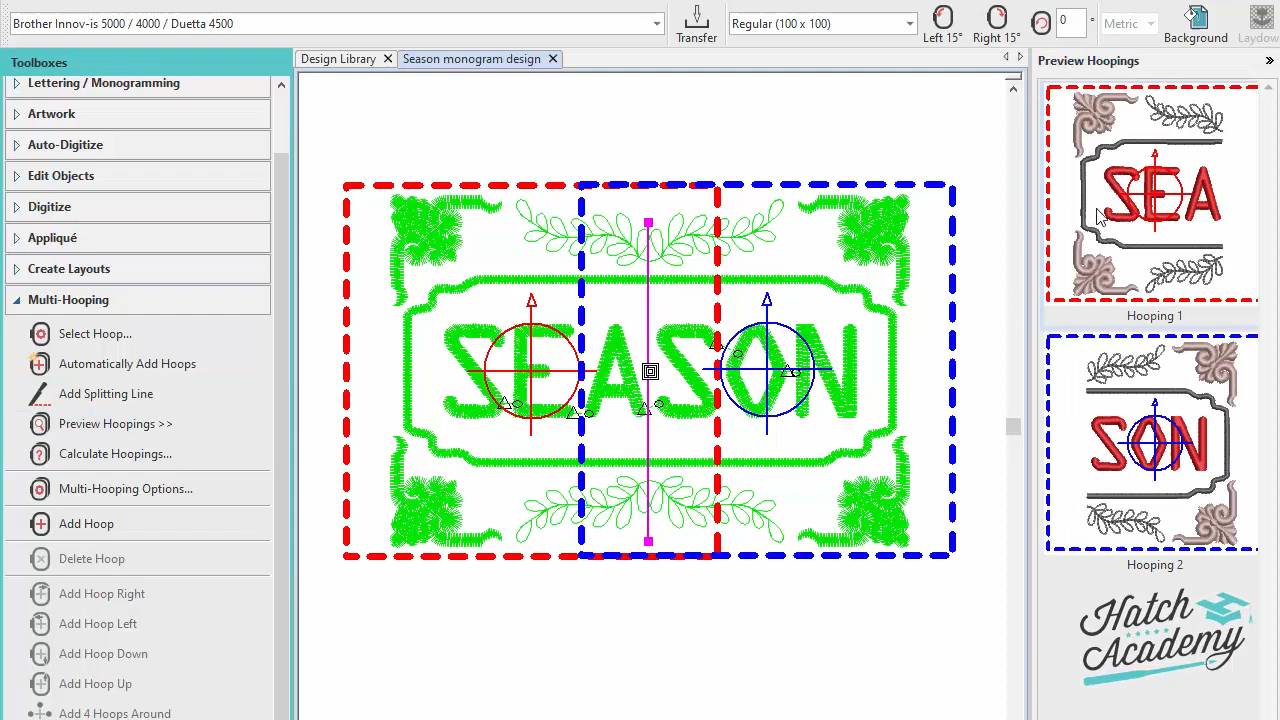 Brother Innov-is 5000 / 4000 / Duetta 4500
Transfer
Regular (100 x 100)
Left 15°
Right 15°
0 °
Metric
Background
Laydow
Toolboxes
Lettering / Monogramming
Artwork
Auto-Digitize
Edit Objects
Digitize
Appliqué
Create Layouts
Multi-Hooping
Select Hoop...
Automatically Add Hoops
Add Splitting Line
Preview Hoopings >>
Calculate Hoopings...
Multi-Hooping Options...
Add Hoop
Delete Hoop
Add Hoop Right
Add Hoop Left
Add Hoop Down
Add Hoop Up
Add 4 Hoops Around
Design Library
Season monogram design
SEASON
Preview Hoopings
SEA
Hooping 1
SON
Hooping 2
Hatch
Academy